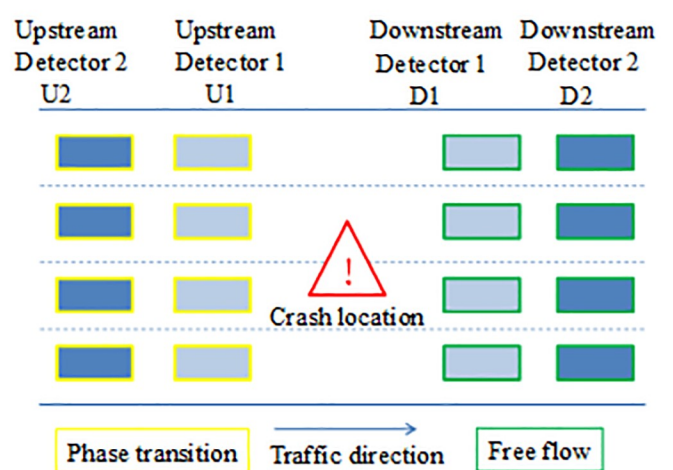 Upstream Detector 2 U2
Upstream Detector 1 U1
Downstream Detector 1 D1
Downstream Detector 2 D2
!
Crash location
Phase transition
Traffic direction
Free flow